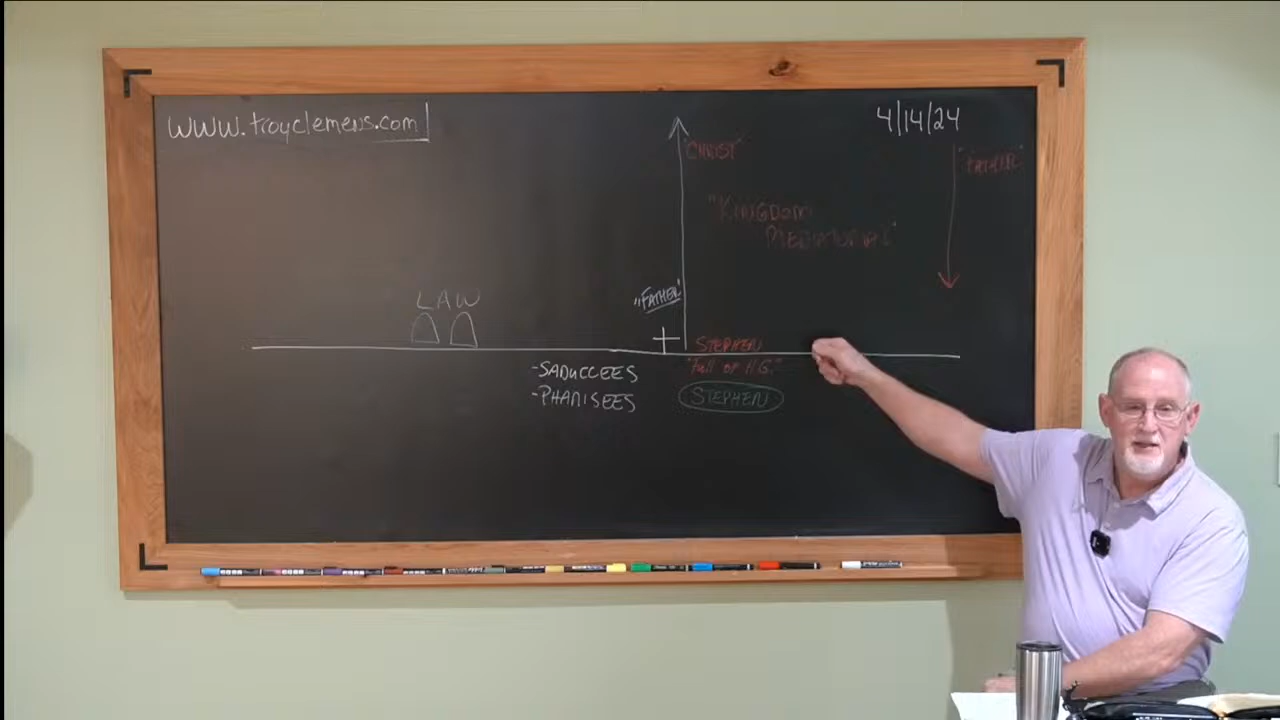 www.troyclemens.com
4/14/24
"CHRIST"
"FATHER"
"KINGDOM
MEDIATORIAL"
LAW
"FATHER"
STEPHEN
-SADUCCEES
"Full of H.G."
-PHARISEES
STEPHEN